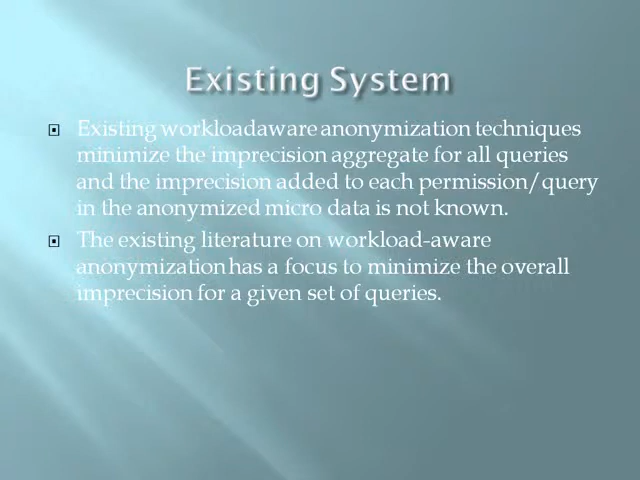 Existing System
Existing workloadaware anonymization techniques
minimize the imprecision aggregate for all queries
and the imprecision added to each permission/query
in the anonymized micro data is not known.
The existing literature on workload-aware
anonymization has a focus to minimize the overall
imprecision for a given set of queries.